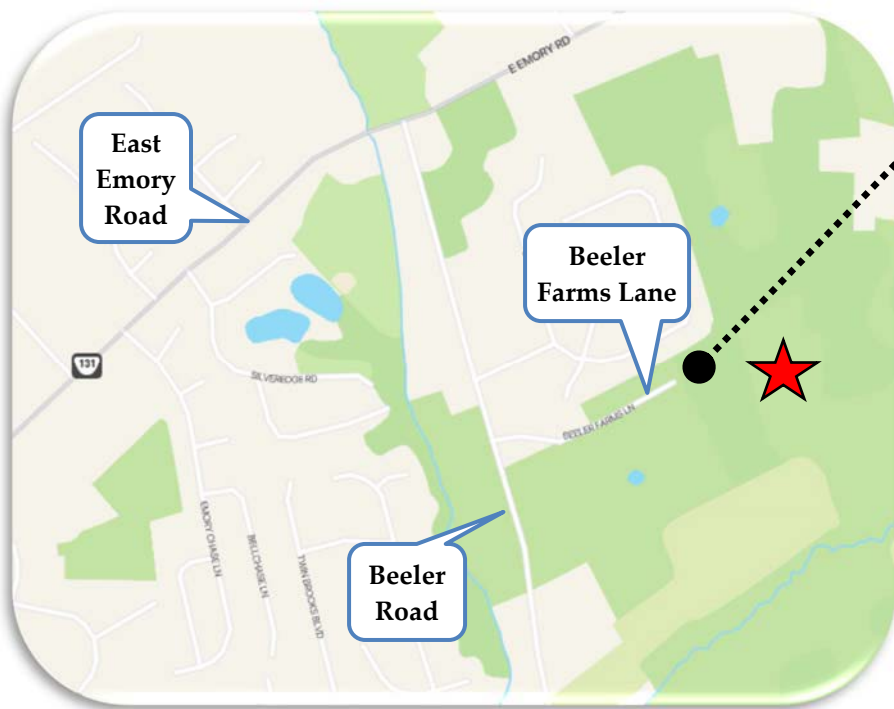 E EMORY RD
East
Emory
Road
Beeler
Farms Lane
131
SILVEREDGE RD
BEELER FARMS LN
EMORY CHASE LN
BELLCHASE LN
TWIN BROOKS BLVD
Beeler
Road